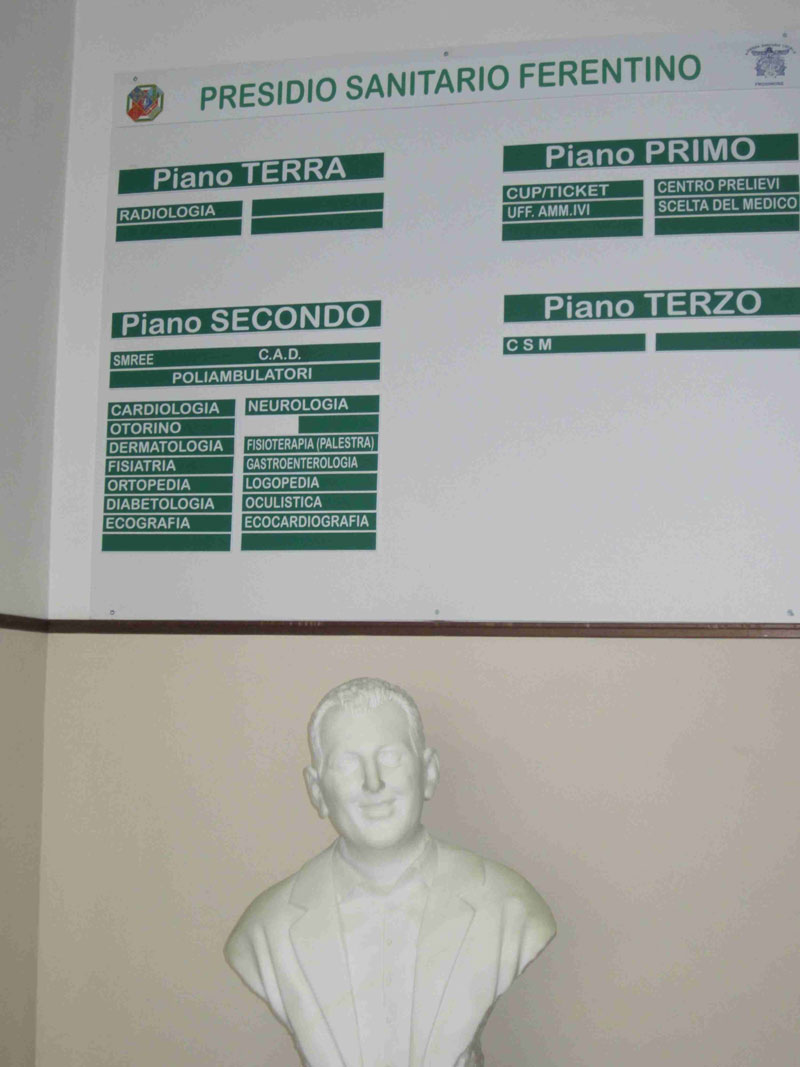 PRESIDIO SANITARIO FERENTINO
Piano TERRA
RADIOLOGIA
Piano PRIMO
CUP/TICKET
UFF. AMM.IVI
CENTRO PRELIEVI
SCELTA DEL MEDICO
Piano SECONDO
SMREE C.A.D.
POLIAMBULATORI
CARDIOLOGIA
OTORINO
DERMATOLOGIA
FISIATRIA
ORTOPEDIA
DIABETOLOGIA
ECOGRAFIA
NEUROLOGIA
FISIOTERAPIA (PALESTRA)
GASTROENTEROLOGIA
LOGOPEDIA
OCULISTICA
ECOCARDIOGRAFIA
Piano TERZO
C S M